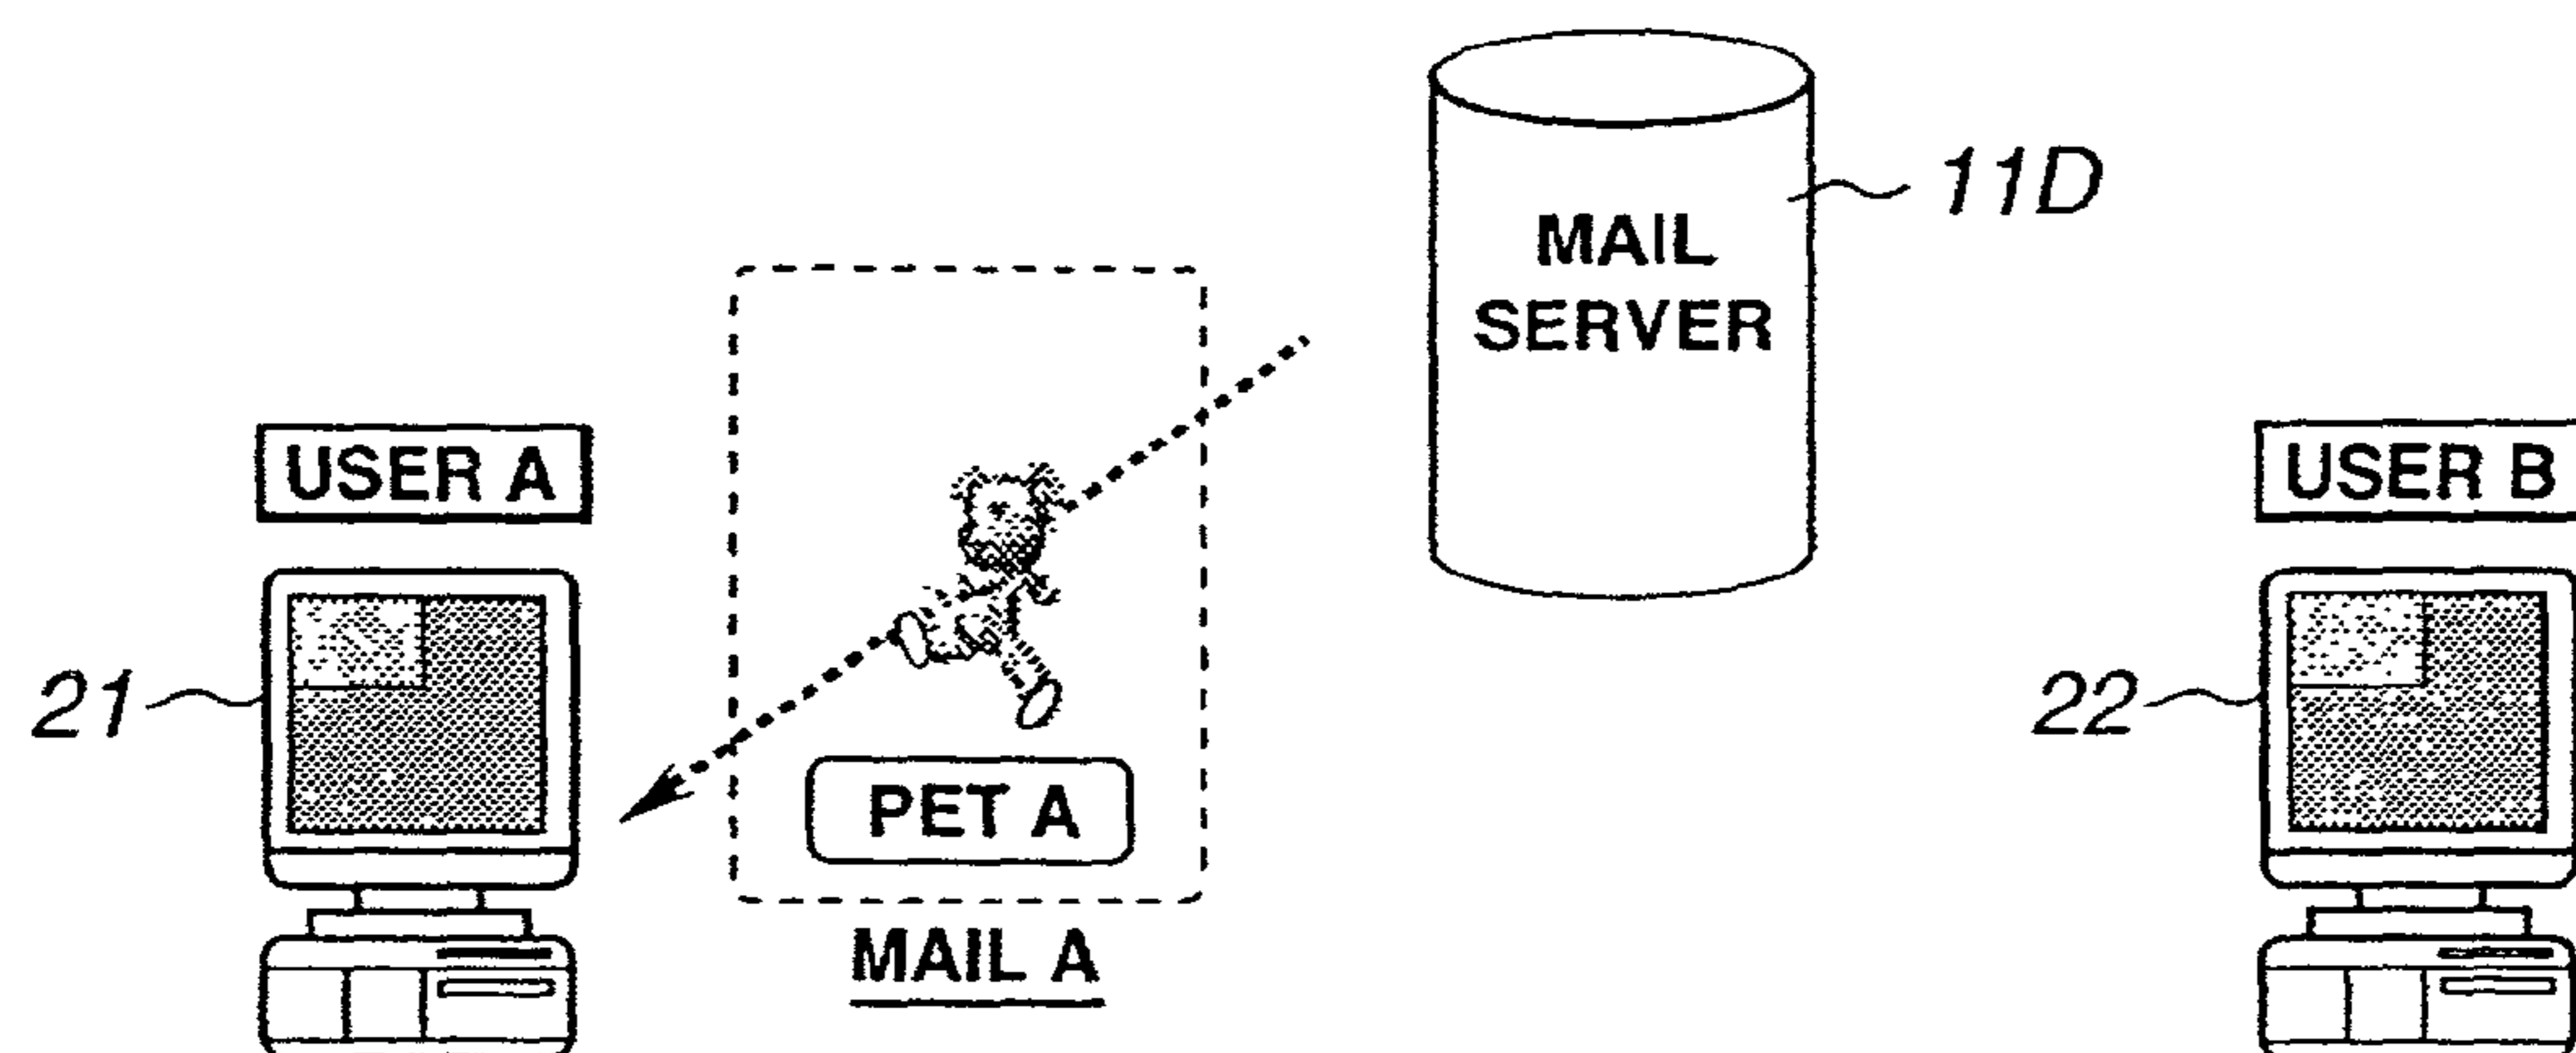 11D
MAIL
SERVER
USER A
USER B
21
22
PET A
MAIL A